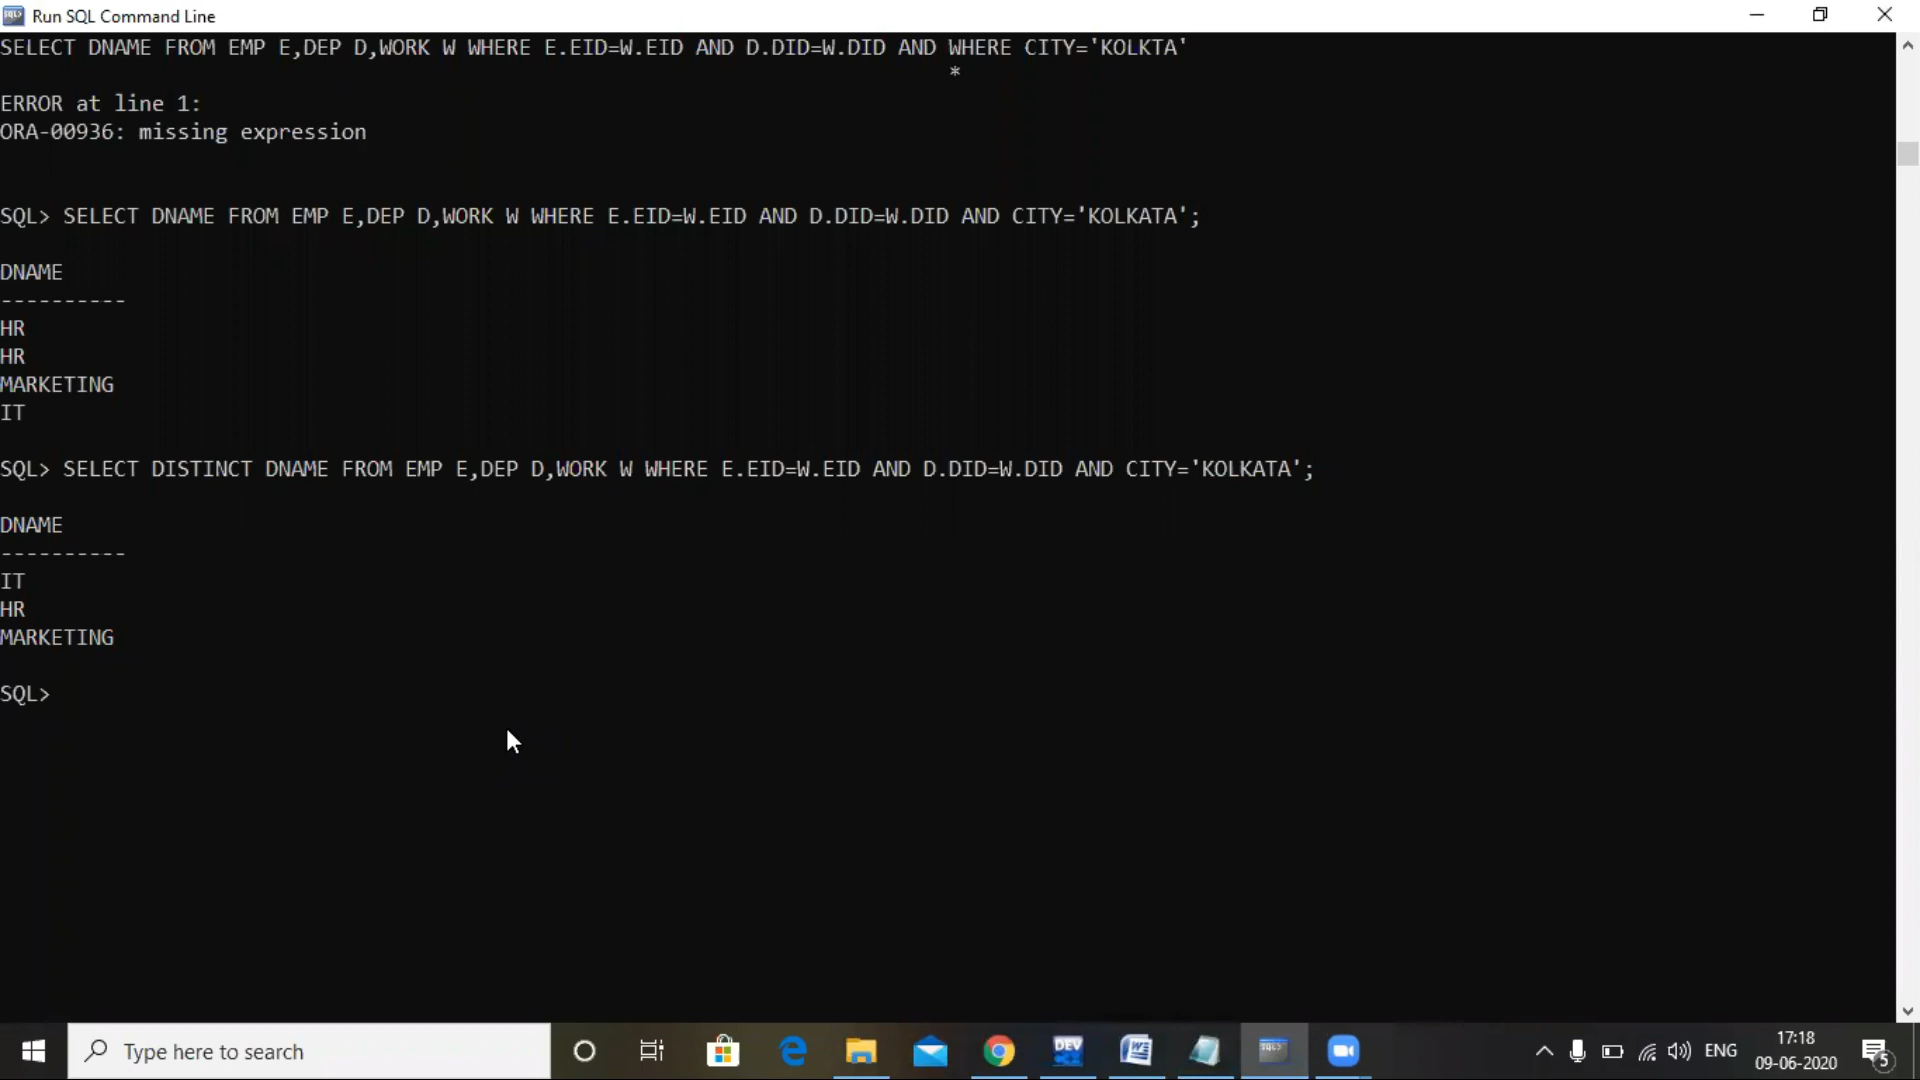 Run SQL Command Line
SELECT DNAME FROM EMP E,DEP D,WORK W WHERE E.EID=W.EID AND D.DID=W.DID AND WHERE CITY='KOLKTA'
*
ERROR at line 1:
ORA-00936: missing expression
SQL> SELECT DNAME FROM EMP E,DEP D,WORK W WHERE E.EID=W.EID AND D.DID=W.DID AND CITY='KOLKATA';
DNAME
----------
HR
HR
MARKETING
IT
SQL> SELECT DISTINCT DNAME FROM EMP E,DEP D,WORK W WHERE E.EID=W.EID AND D.DID=W.DID AND CITY='KOLKATA';
DNAME
----------
IT
HR
MARKETING
SQL>
Type here to search
DEV
SQL>
ENG
17:18
09-06-2020
5